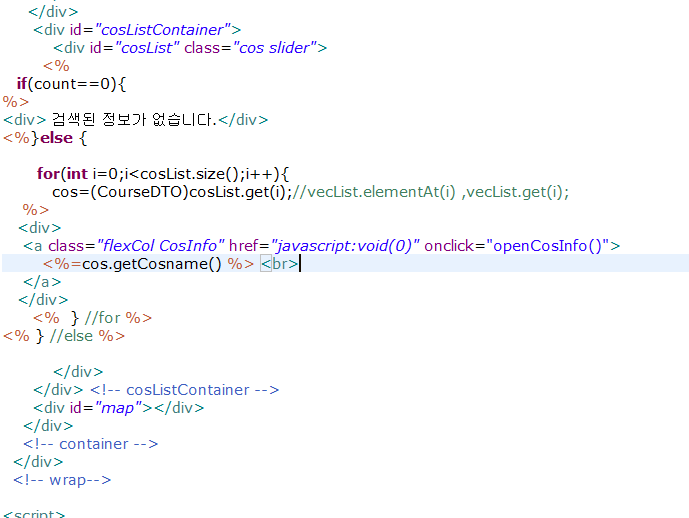 </div>
<div id="cosListContainer">
<div id="cosList" class="cos slider">
<%
if(count==0){
%>
<div> 검색된 정보가 없습니다.</div>
<%}else {
for(int i=0;i<cosList.size();i++){
cos=(CourseDTO)cosList.get(i);//vecList.elementAt(i) ,vecList.get(i);
%>
<div>
<a class="flexCol CosInfo" href="javascript:void(0)" onclick="openCosInfo()">
<%=cos.getCosname() %> <br>
</a>
</div>
<% } //for %>
<% } //else %>
</div>
</div> <!-- cosListContainer -->
<div id="map"></div>
</div>
<!-- container -->
</div>
<!-- wrap-->
<script>